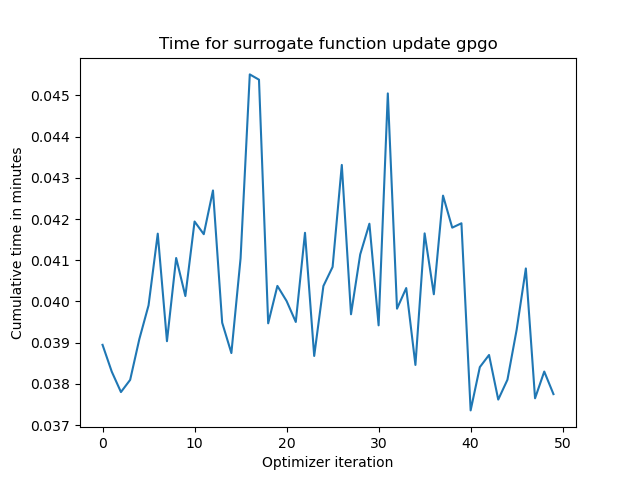 Time for surrogate function update gpgo
Cumulative time in minutes
0.045
0.044
0.043
0.042
0.041
0.040
0.039
0.038
0.037
0 10 20 30 40 50
Optimizer iteration